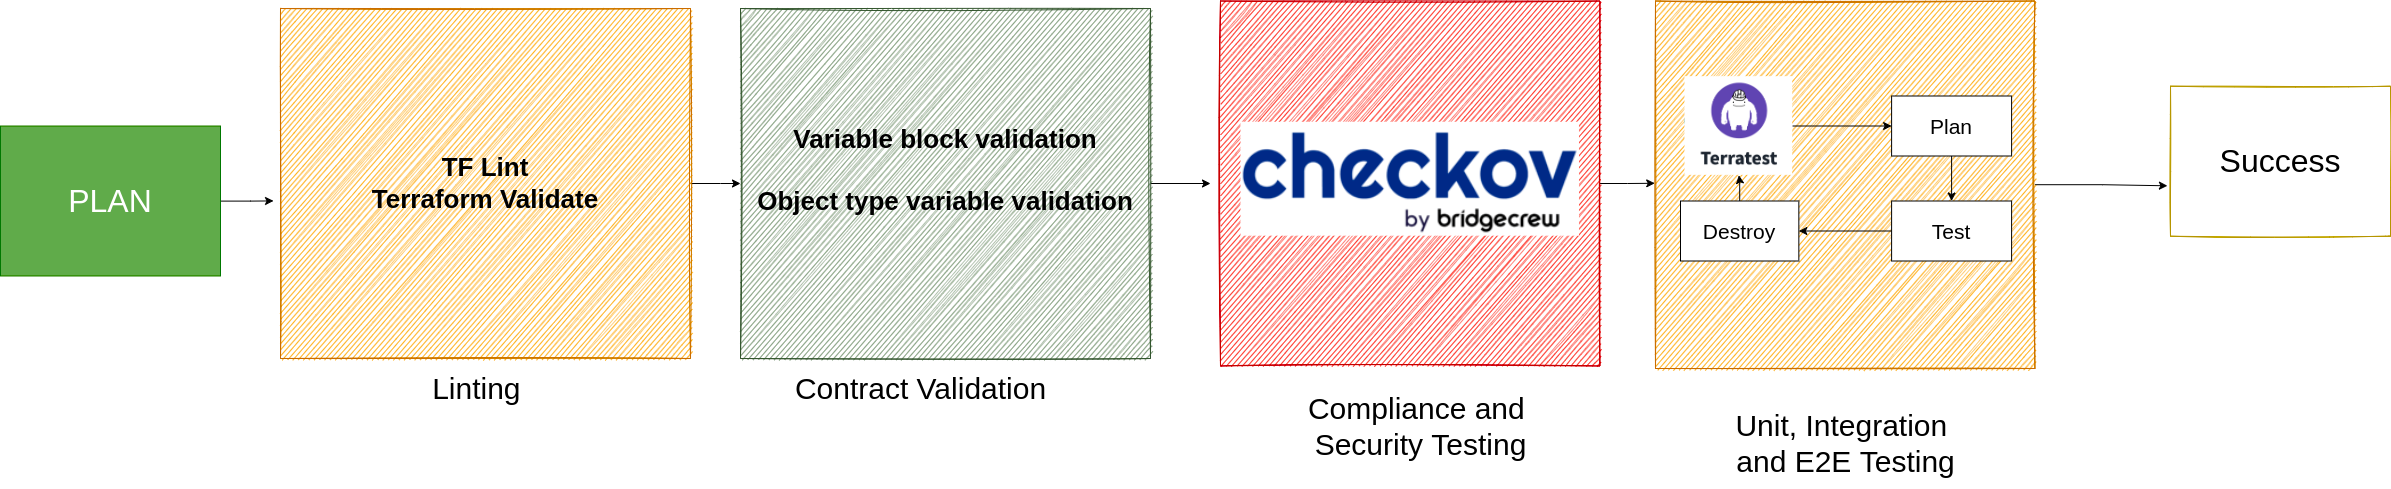 PLAN
TF Lint
Terraform Validate
Linting
Variable block validation
Object type variable validation
Contract Validation
checkov
by bridgecrew
Compliance and
Security Testing
Terratest
Plan
Destroy
Test
Unit, Integration
and E2E Testing
Success